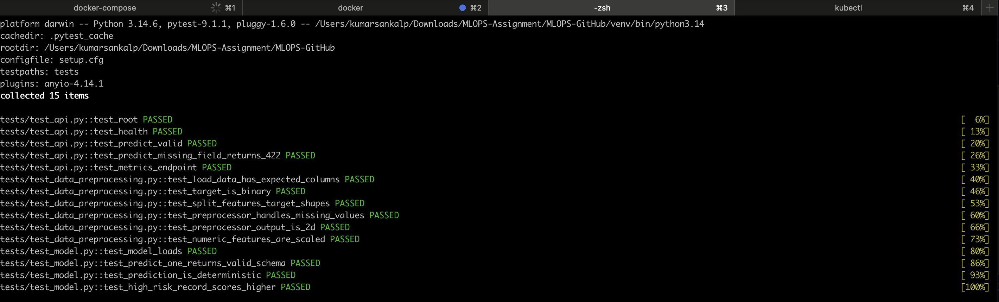 docker-compose ⌘1 docker ⌘2 -zsh ⌘3 kubectl ⌘4 +
platform darwin -- Python 3.14.6, pytest-9.1.1, pluggy-1.6.0 -- /Users/kumarsankalp/Downloads/MLOPS-Assignment/MLOPS-GitHub/venv/bin/python3.14
cachedir: .pytest_cache
rootdir: /Users/kumarsankalp/Downloads/MLOPS-Assignment/MLOPS-GitHub
configfile: setup.cfg
testpaths: tests
plugins: anyio-4.14.1
collected 15 items
tests/test_api.py::test_root PASSED [  6%]
tests/test_api.py::test_health PASSED [ 13%]
tests/test_api.py::test_predict_valid PASSED [ 20%]
tests/test_api.py::test_predict_missing_field_returns_422 PASSED [ 26%]
tests/test_api.py::test_metrics_endpoint PASSED [ 33%]
tests/test_data_preprocessing.py::test_load_data_has_expected_columns PASSED [ 40%]
tests/test_data_preprocessing.py::test_target_is_binary PASSED [ 46%]
tests/test_data_preprocessing.py::test_split_features_target_shapes PASSED [ 53%]
tests/test_data_preprocessing.py::test_preprocessor_handles_missing_values PASSED [ 60%]
tests/test_data_preprocessing.py::test_preprocessor_output_is_2d PASSED [ 66%]
tests/test_data_preprocessing.py::test_numeric_features_are_scaled PASSED [ 73%]
tests/test_model.py::test_model_loads PASSED [ 80%]
tests/test_model.py::test_predict_one_returns_valid_schema PASSED [ 86%]
tests/test_model.py::test_prediction_is_deterministic PASSED [ 93%]
tests/test_model.py::test_high_risk_record_scores_higher PASSED [100%]